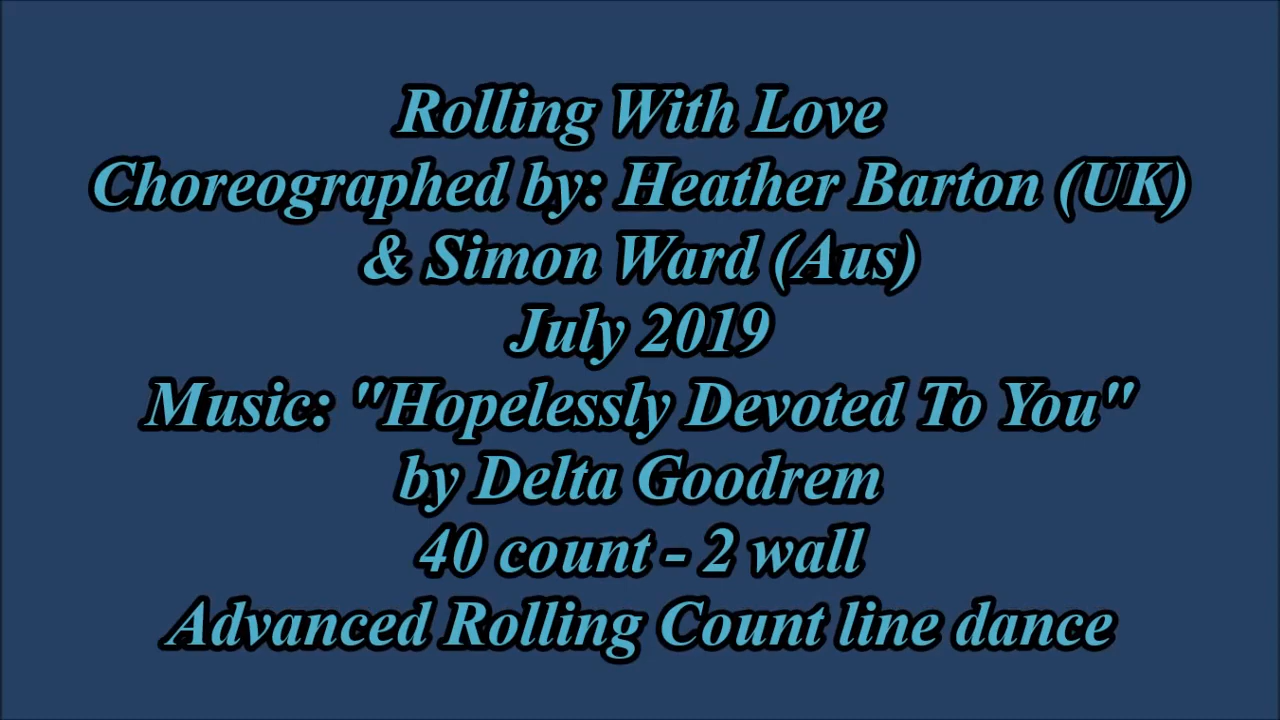 Rolling With Love
Choreographed by: Heather Barton (UK)
& Simon Ward (Aus)
July 2019
Music: "Hopelessly Devoted To You"
by Delta Goodrem
40 count - 2 wall
Advanced Rolling Count line dance